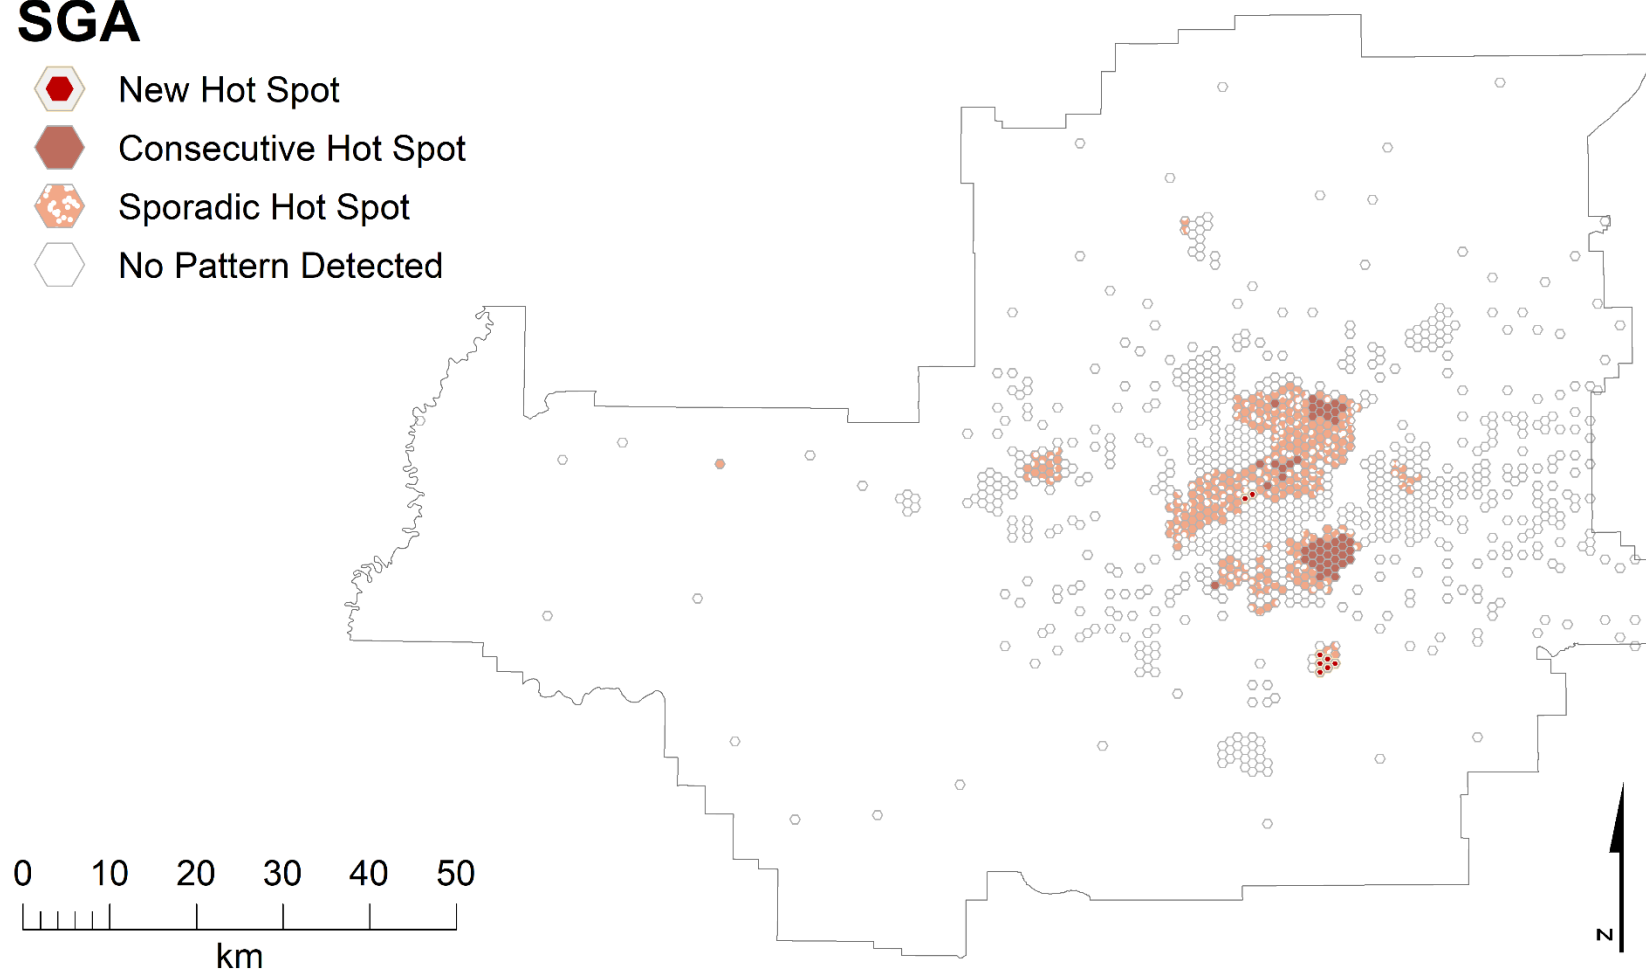 SGA
New Hot Spot
Consecutive Hot Spot
Sporadic Hot Spot
No Pattern Detected
0 10 20 30 40 50
km
N